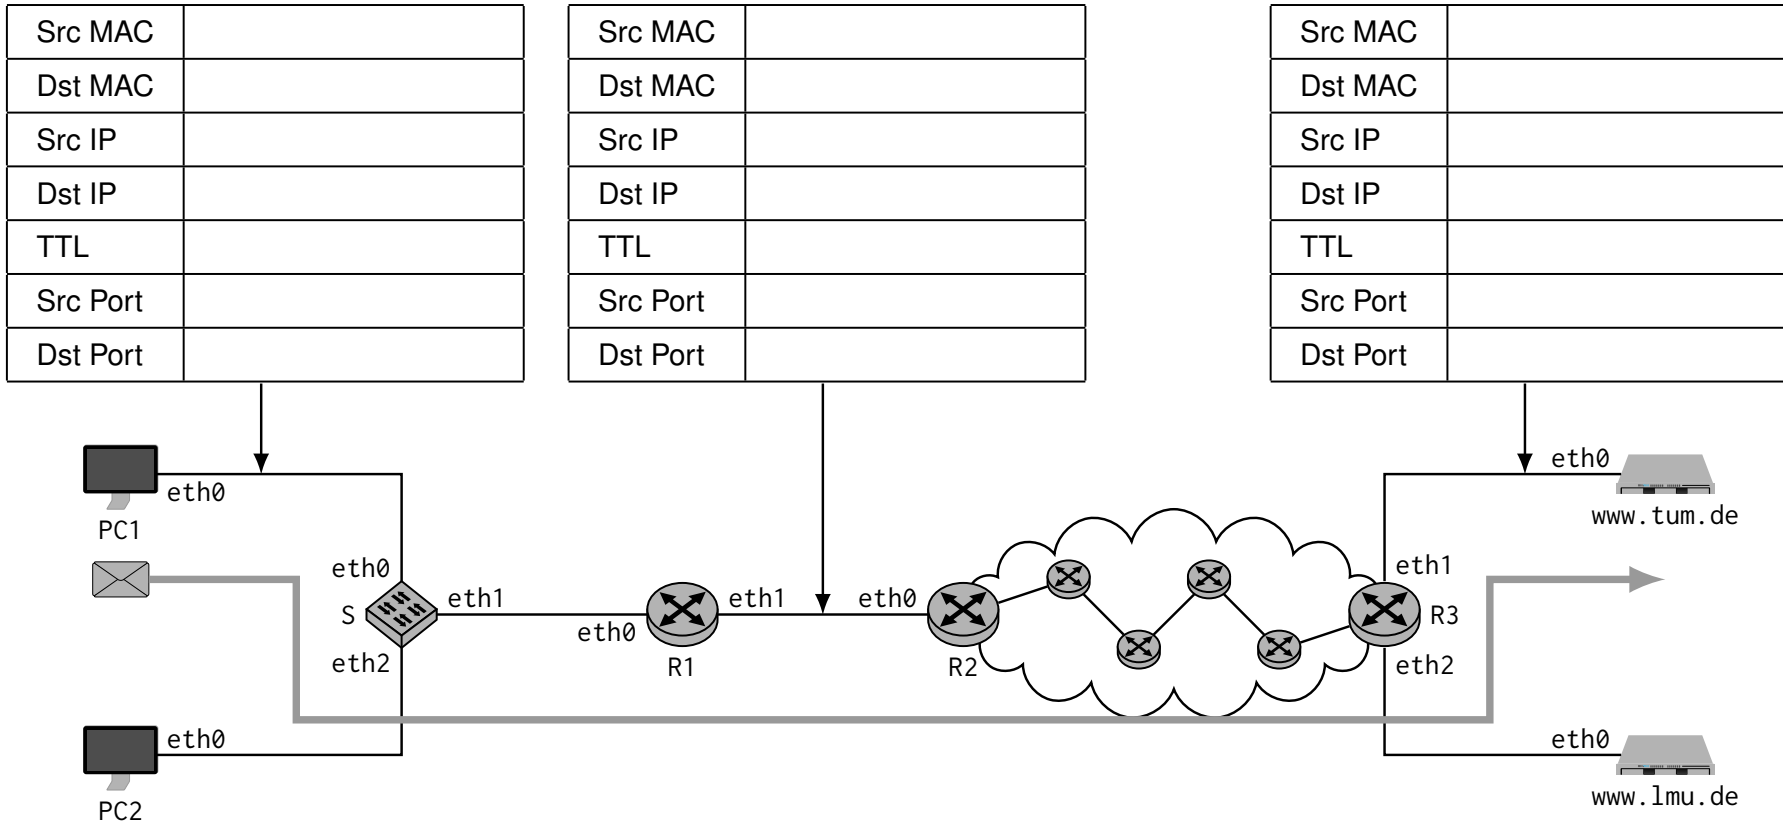 Src MAC Src MAC Src MAC
Dst MAC Dst MAC Dst MAC
Src IP Src IP Src IP
Dst IP Dst IP Dst IP
TTL TTL TTL
Src Port Src Port Src Port
Dst Port Dst Port Dst Port
eth0
eth0
www.tum.de
PC1
eth0
eth1
S
eth1
eth1
eth0
R3
eth0
eth2
R1
R2
eth2
eth0
eth0
www.lmu.de
PC2